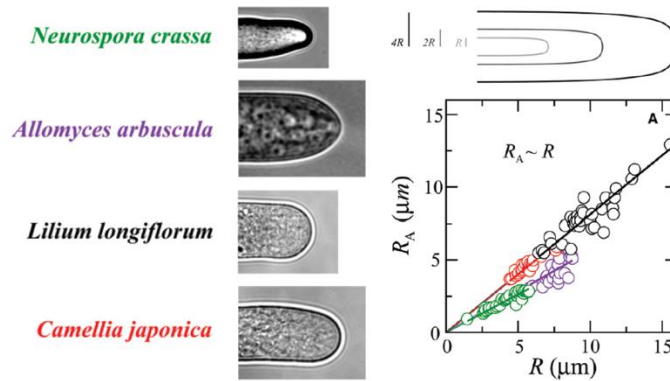 Neurospora crassa
Allomyces arbuscula
Lilium longiflorum
Camellia japonica
4R 2R R
A
R_A ~ R
R_A (μm)
15
10
5
0
0 5 10 15
R (μm)